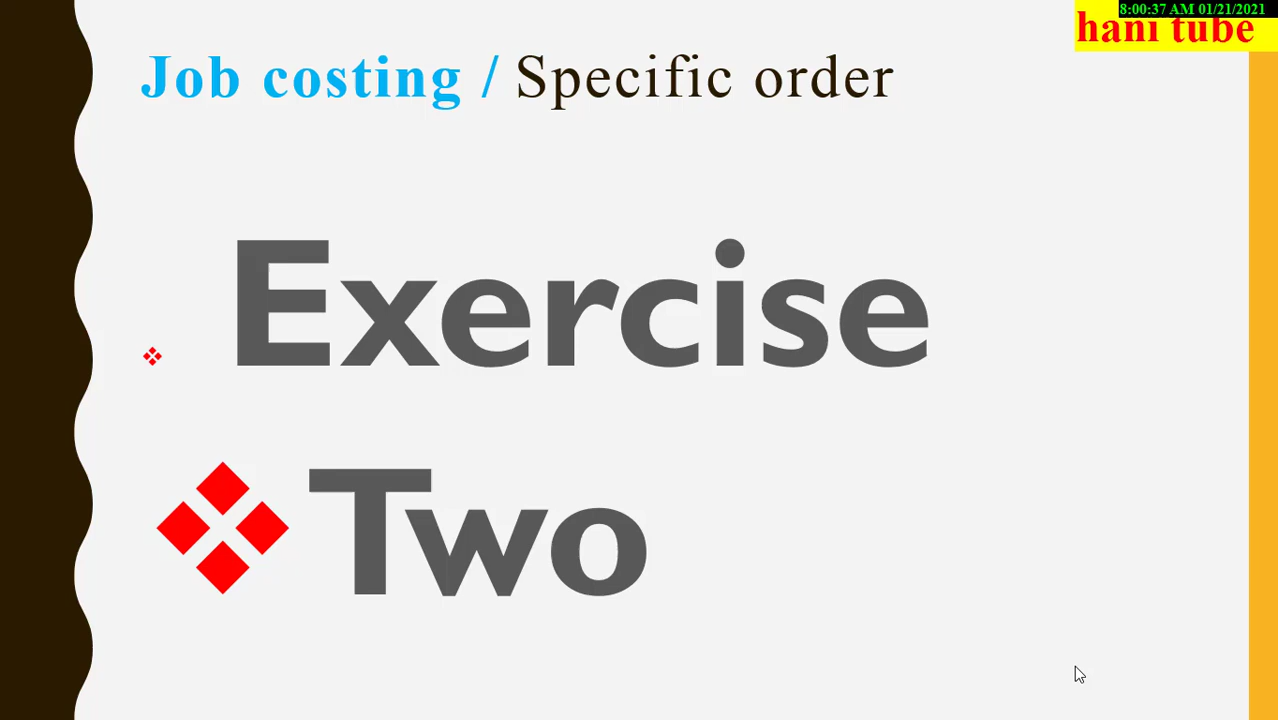 8:00:37 AM 01/21/2021
hani tube
Job costing / Specific order
Exercise
Two